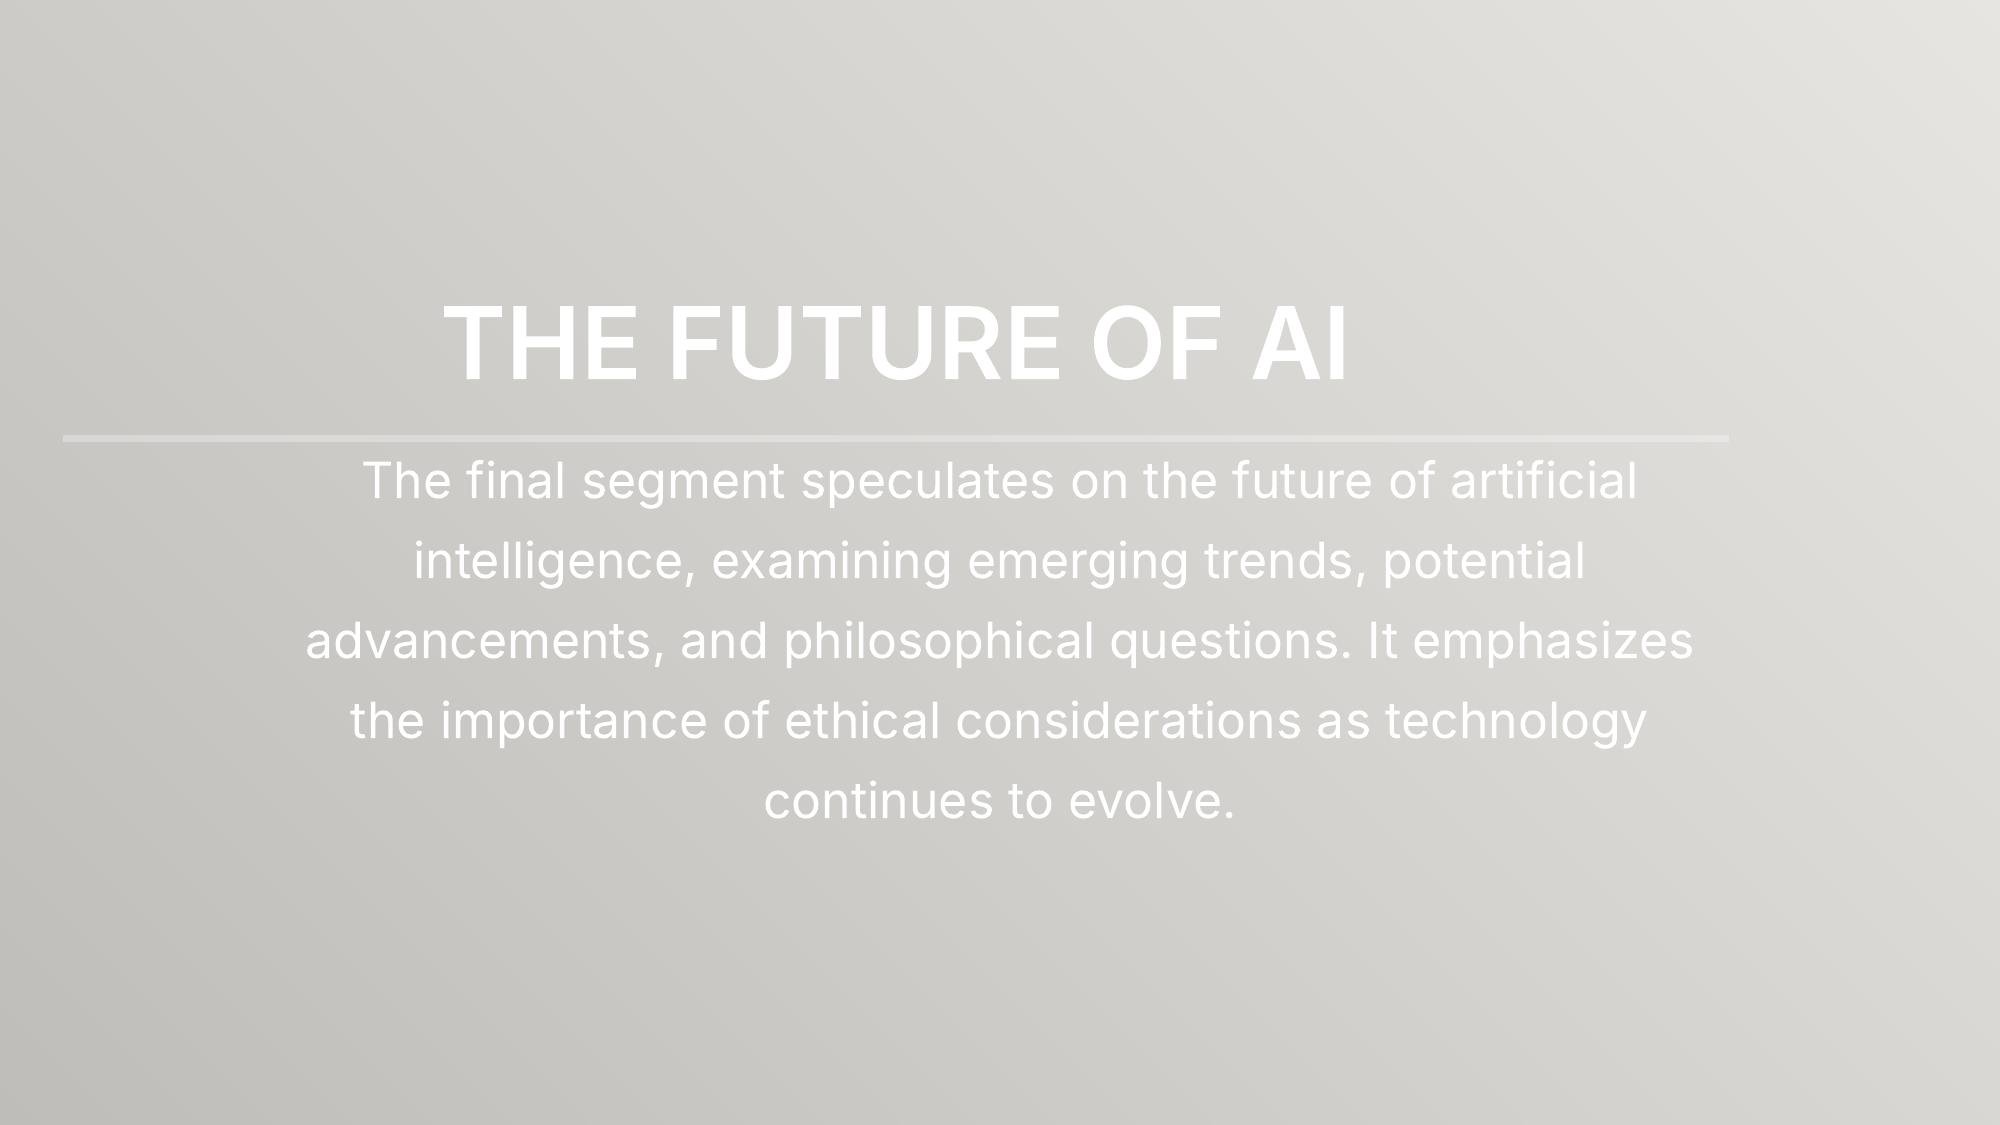 THE FUTURE OF AI
The final segment speculates on the future of artificial
intelligence, examining emerging trends, potential
advancements, and philosophical questions. It emphasizes
the importance of ethical considerations as technology
continues to evolve.